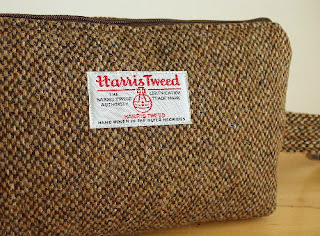 Harris Tweed
THE CERTIFICATION
HARRIS TWEED TRADE MARK
AUTHORITY
HARRIS TWEED
HAND WOVEN IN THE OUTER HEBRIDES